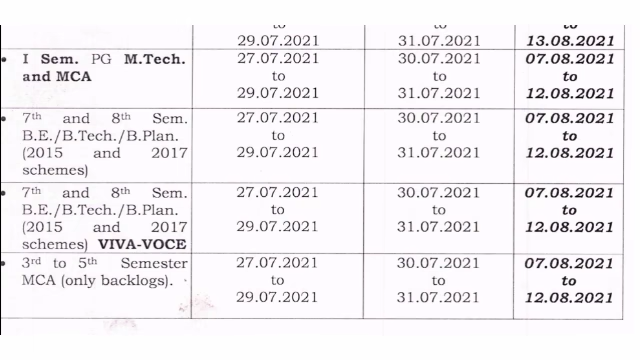 to to to
29.07.2021 31.07.2021 13.08.2021
• I Sem. PG M.Tech. 27.07.2021 30.07.2021 07.08.2021
and MCA to to to
29.07.2021 31.07.2021 12.08.2021
• 7th and 8th Sem. 27.07.2021 30.07.2021 07.08.2021
B.E./B.Tech./B.Plan. to to to
(2015 and 2017 29.07.2021 31.07.2021 12.08.2021
schemes)
• 7th and 8th Sem. 27.07.2021 30.07.2021 07.08.2021
B.E./B.Tech./B.Plan. to to to
(2015 and 2017 29.07.2021 31.07.2021 12.08.2021
schemes) VIVA-VOCE
• 3rd to 5th Semester 27.07.2021 30.07.2021 07.08.2021
MCA (only backlogs). to to to
29.07.2021 31.07.2021 12.08.2021